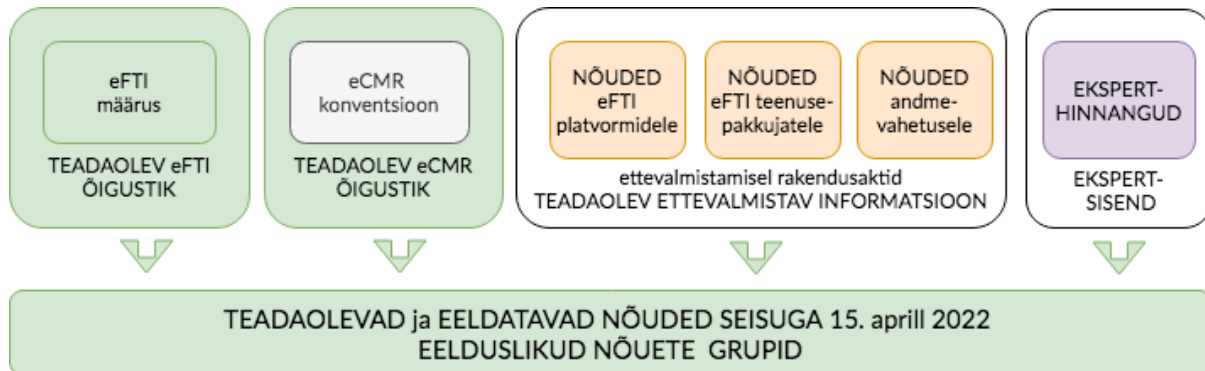 eFTI
määrus
TEADAOLEV eFTI
ÕIGUSTIK
eCMR
konventsioon
TEADAOLEV eCMR
ÕIGUSTIK
NÕUDED
eFTI
platvormidele
NÕUDED
eFTI teenuse-
pakkujatele
NÕUDED
andme-
vahetusele
ettevalmistamisel rakendusaktid
TEADAOLEV ETTEVALMISTAV INFORMATSIOON
EKSPERT-
HINNANGUD
EKSPERT-
SISEND
TEADAOLEVAD ja EELDATAVAD NÕUDED SEISUGA 15. aprill 2022
EELDUSLIKUD NÕUETE GRUPID